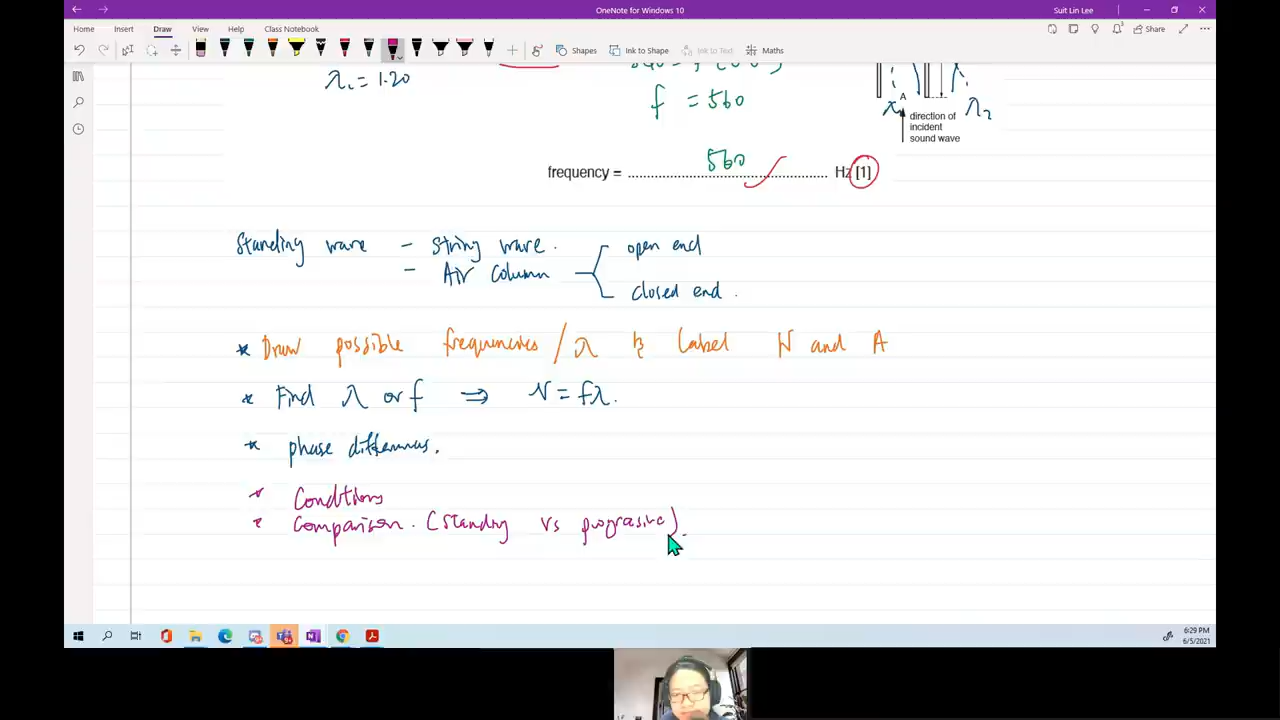 OneNote for Windows 10
Suit Lin Lee
Home Insert Draw View Help Class Notebook
Share
Shapes Ink to Shape Ink to Text Maths
λ₁ = 1.20
f = 560
A
λ₂
direction of
incident
sound wave
frequency = 560 Hz [1]
Standing wave - String wave.
- Air column
open end
closed end.
* Draw possible frequencies / λ & label N and A
* Find λ or f ⇒ v = fλ.
* phase differences.
* Conditions
* Comparison. (Standing vs progressive).
6:29 PM
6/5/2021